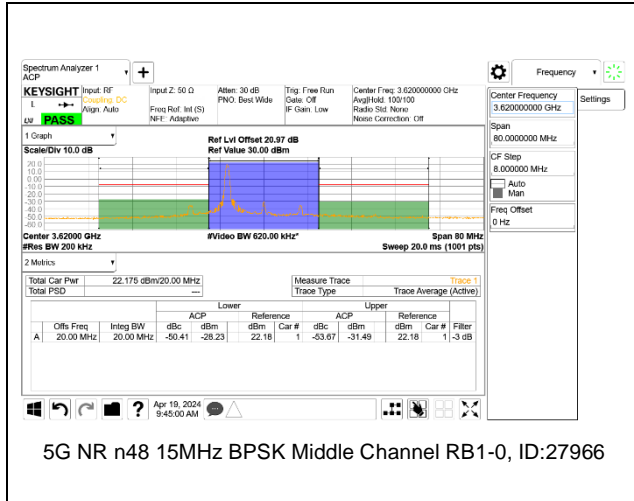 Spectrum Analyzer 1
ACP
+
Frequency
KEYSIGHT Input: RF Input Z: 50 Ω Atten: 30 dB Trig: Free Run Center Freq: 3.620000000 GHz
Coupling: DC PNO: Best Wide Gate: Off Avg|Hold: 100/100
Align: Auto Freq Ref: Int (S) IF Gain: Low Radio Std: None
NFE: Adaptive Noise Correction: Off
PASS
Center Frequency
3.620000000 GHz
Settings
Span
80.0000000 MHz
CF Step
8.000000 MHz
Auto
Man
Freq Offset
0 Hz
1 Graph
Ref Lvl Offset 20.97 dB
Scale/Div 10.0 dB Ref Value 30.00 dBm
20.0
10.0
0.00
-10.0
-20.0
-30.0
-40.0
-50.0
-60.0
Center 3.62000 GHz #Video BW 620.00 kHz* Span 80 MHz
#Res BW 200 kHz Sweep 20.0 ms (1001 pts)
2 Metrics
Total Car Pwr 22.175 dBm/20.00 MHz Measure Trace Trace 1
Total PSD --- Trace Type Trace Average (Active)
Lower Upper
ACP Reference ACP Reference
Offs Freq Integ BW dBc dBm dBm Car # dBc dBm dBm Car # Filter
A 20.00 MHz 20.00 MHz -50.41 -28.23 22.18 1 -53.67 -31.49 22.18 1 -3 dB
?
Apr 19, 2024
9:45:00 AM
5G NR n48 15MHz BPSK Middle Channel RB1-0, ID:27966